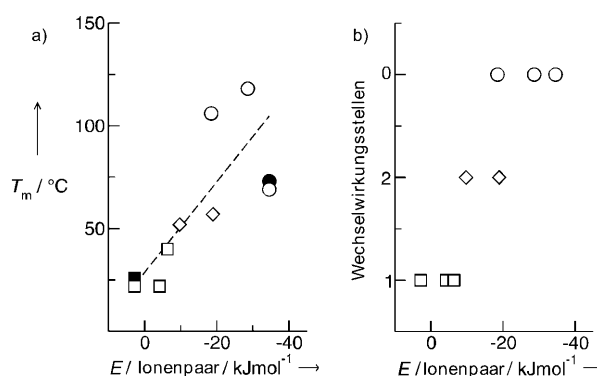 a)
150
100
50
T_m / °C
0 -20 -40
E / Ionenpaar / kJmol⁻¹
b)
0
2
1
Wechselwirkungsstellen
0 -20 -40
E / Ionenpaar / kJmol⁻¹